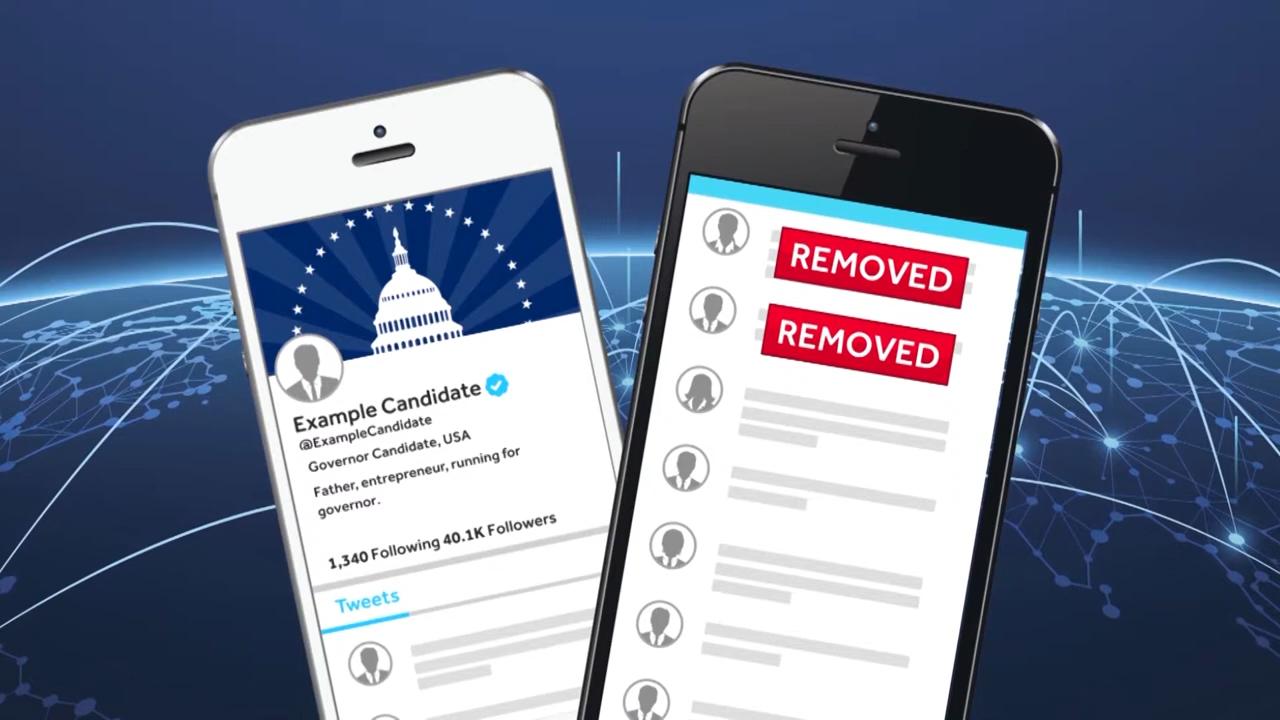 Example Candidate
@ExampleCandidate
Governor Candidate, USA
Father, entrepreneur, running for
governor.
1,340 Following 40.1K Followers
Tweets
REMOVED
REMOVED